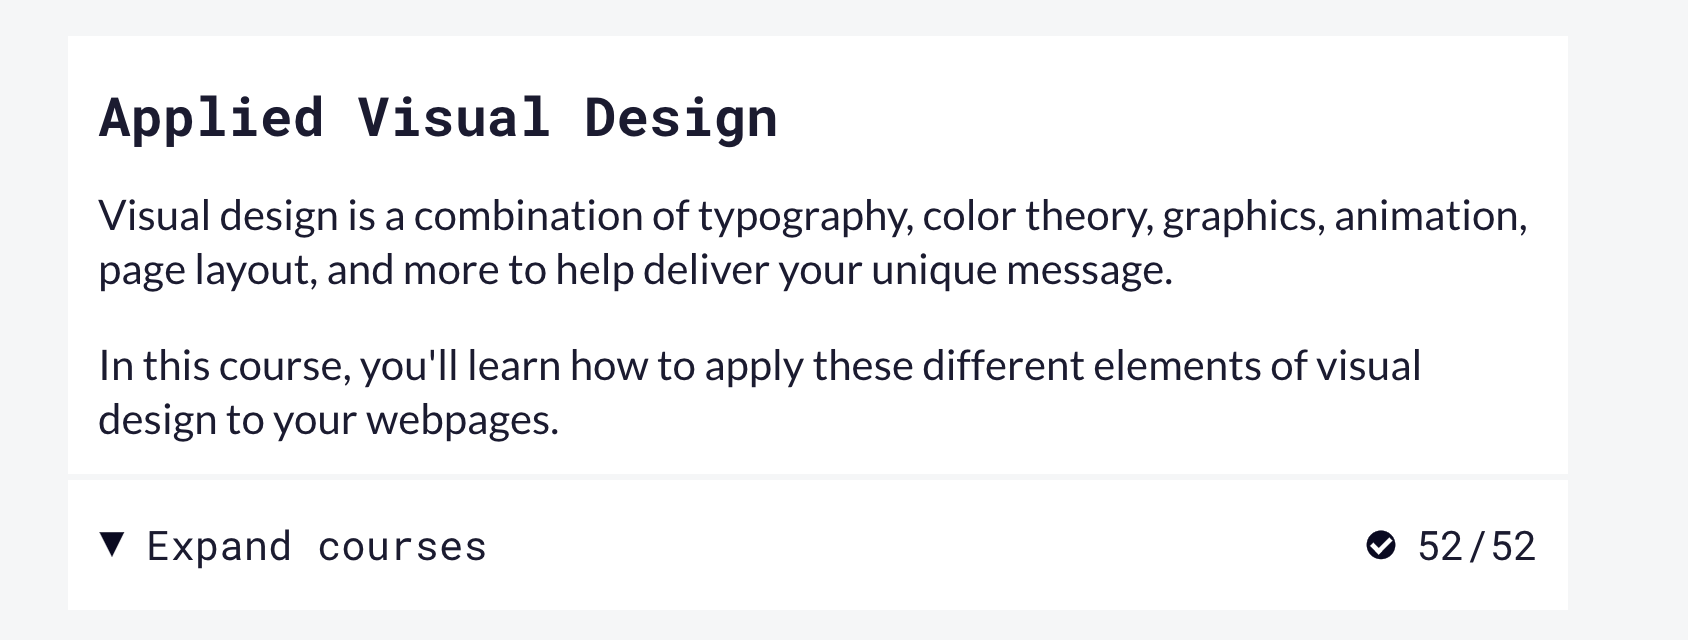 Applied Visual Design
Visual design is a combination of typography, color theory, graphics, animation,
page layout, and more to help deliver your unique message.
In this course, you'll learn how to apply these different elements of visual
design to your webpages.
Expand courses 52/52